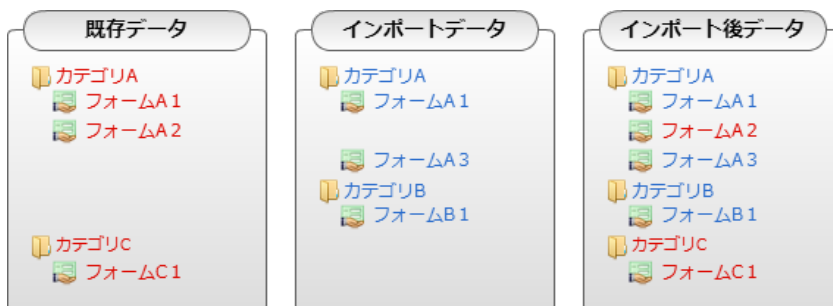 既存データ
カテゴリA
フォームA1
フォームA2
カテゴリC
フォームC1
インポートデータ
カテゴリA
フォームA1
フォームA3
カテゴリB
フォームB1
インポート後データ
カテゴリA
フォームA1
フォームA2
フォームA3
カテゴリB
フォームB1
カテゴリC
フォームC1